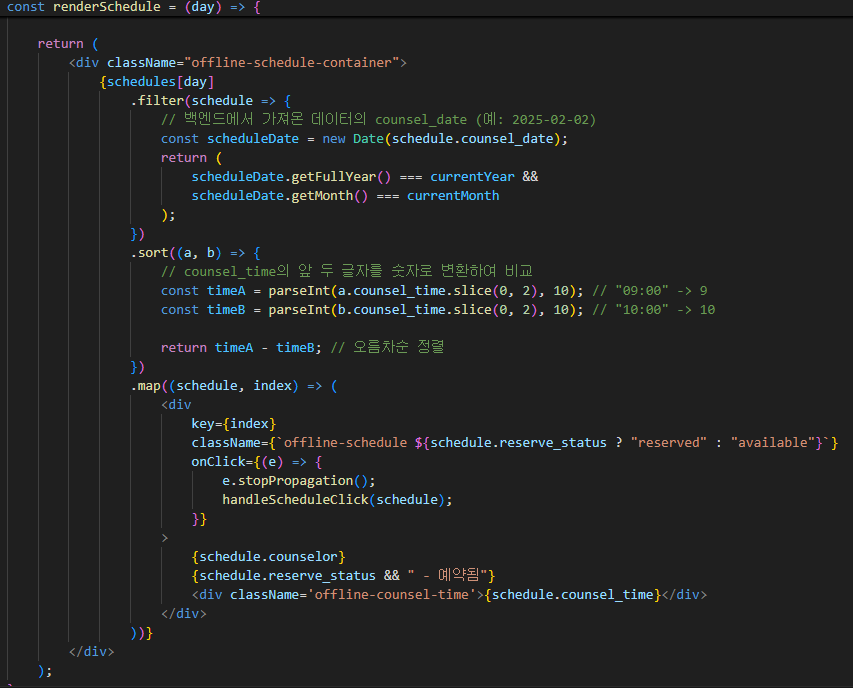 const renderSchedule = (day) => {
return (
<div className="offline-schedule-container">
{schedules[day]
.filter(schedule => {
// 백엔드에서 가져온 데이터의 counsel_date (예: 2025-02-02)
const scheduleDate = new Date(schedule.counsel_date);
return (
scheduleDate.getFullYear() === currentYear &&
scheduleDate.getMonth() === currentMonth
);
})
.sort((a, b) => {
// counsel_time의 앞 두 글자를 숫자로 변환하여 비교
const timeA = parseInt(a.counsel_time.slice(0, 2), 10); // "09:00" -> 9
const timeB = parseInt(b.counsel_time.slice(0, 2), 10); // "10:00" -> 10
return timeA - timeB; // 오름차순 정렬
})
.map((schedule, index) => (
<div
key={index}
className={`offline-schedule ${schedule.reserve_status ? "reserved" : "available"}`}
onClick={(e) => {
e.stopPropagation();
handleScheduleClick(schedule);
}}
>
{schedule.counselor}
{schedule.reserve_status && " - 예약됨"}
<div className='offline-counsel-time'>{schedule.counsel_time}</div>
</div>
))}
</div>
);